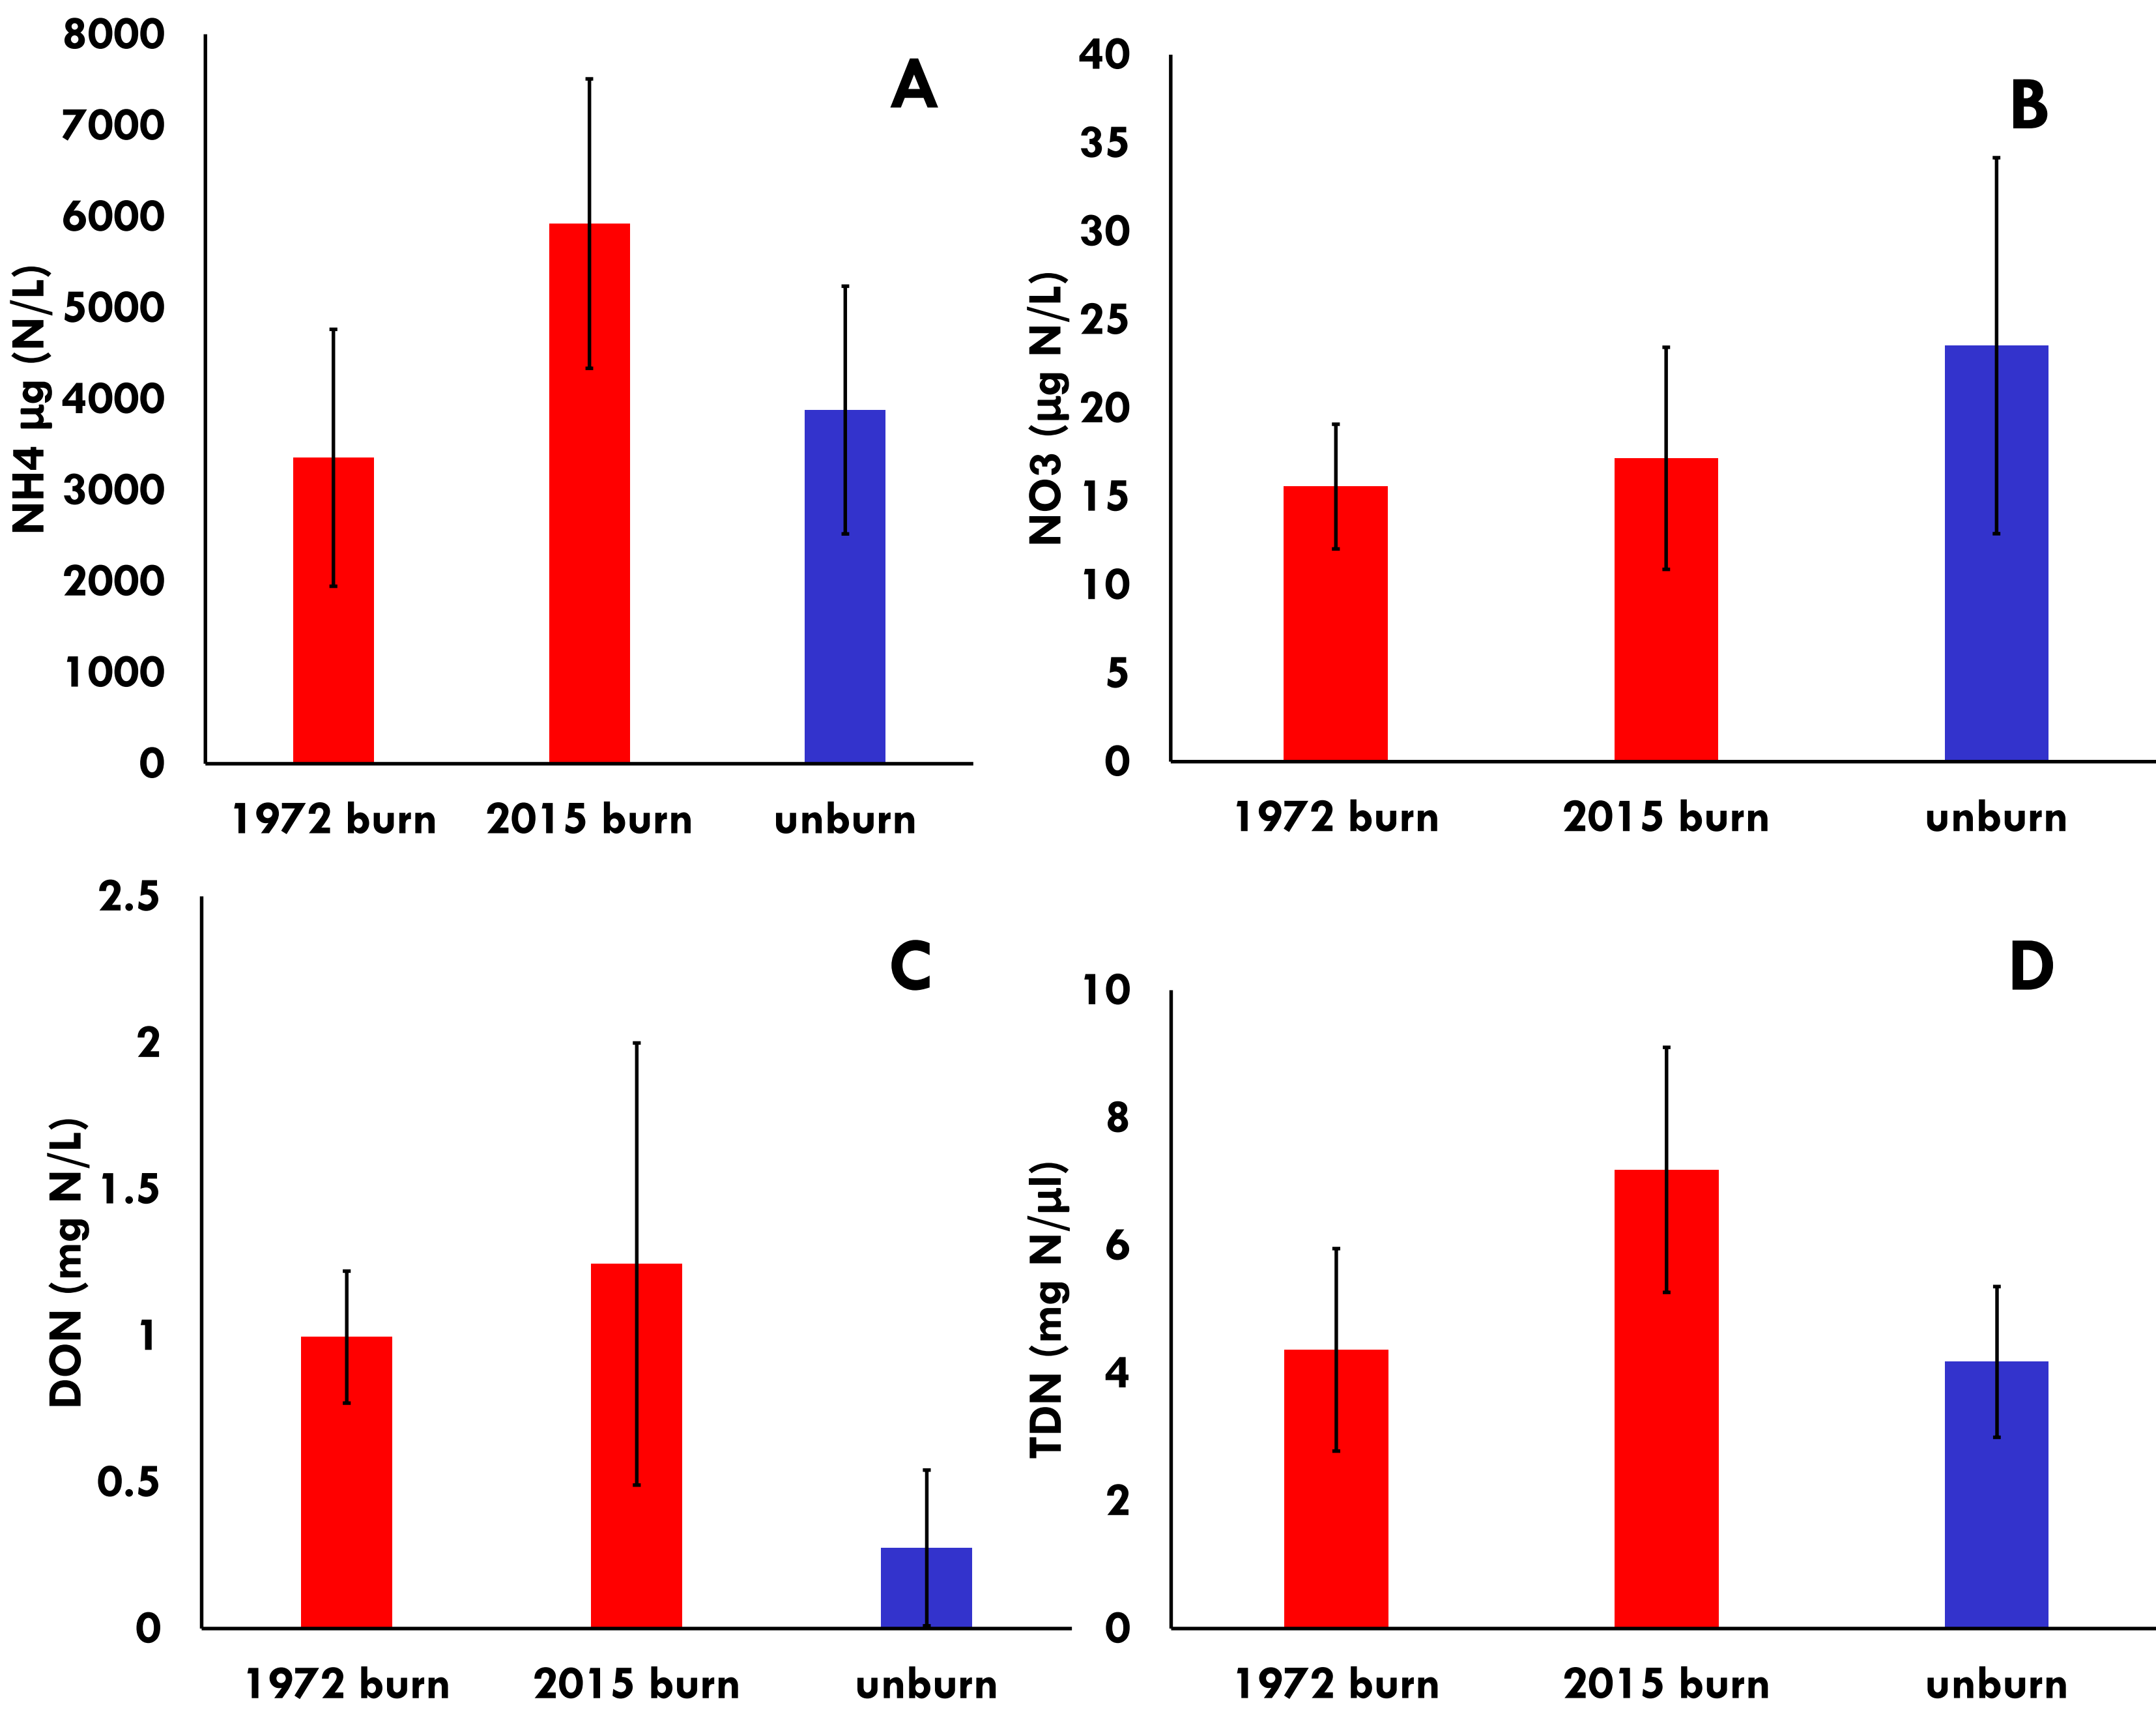 A
NH4 µg (N/L)
8000
7000
6000
5000
4000
3000
2000
1000
0
1972 burn 2015 burn unburn
B
NO3 (µg N/L)
40
35
30
25
20
15
10
5
0
1972 burn 2015 burn unburn
C
DON (mg N/L)
2.5
2
1.5
1
0.5
0
1972 burn 2015 burn unburn
D
TDN (mg N/µl)
10
8
6
4
2
0
1972 burn 2015 burn unburn